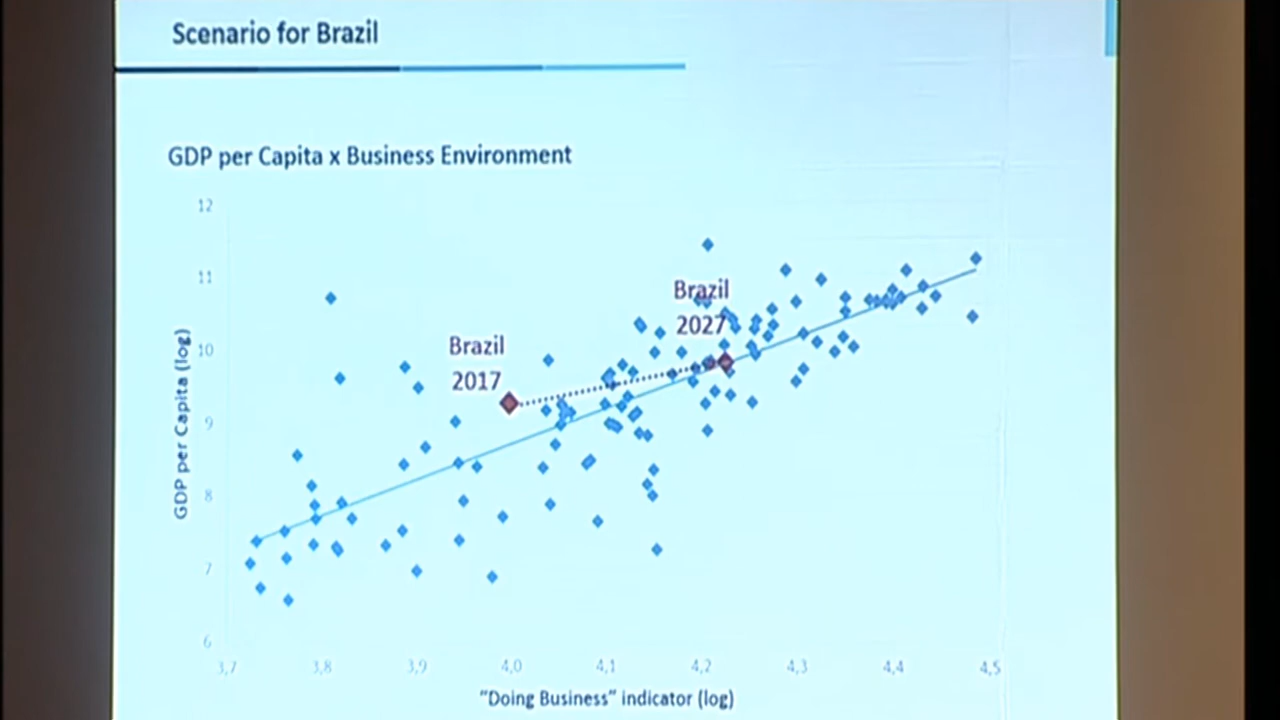 Scenario for Brazil
GDP per Capita x Business Environment
12
11
10
9
8
7
6
GDP per Capita (log)
Brazil
2027
Brazil
2017
3,7 3,8 3,9 4,0 4,1 4,2 4,3 4,4 4,5
"Doing Business" indicator (log)